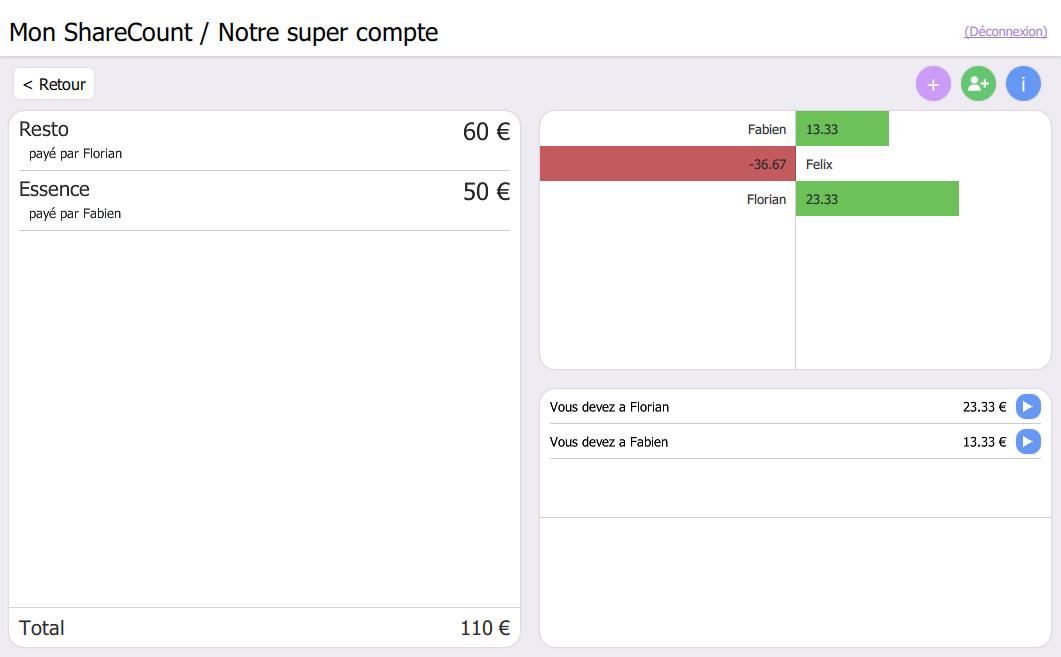 Mon ShareCount / Notre super compte
(Déconnexion)
< Retour
+
i
Resto
60 €
payé par Florian
Essence
50 €
payé par Fabien
Total
110 €
Fabien 13.33
-36.67 Felix
Florian 23.33
Vous devez a Florian 23.33 €
Vous devez a Fabien 13.33 €